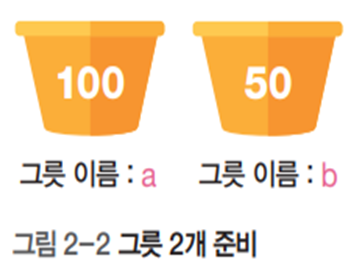 100 50
그릇 이름 : a 그릇 이름 : b
그림 2-2 그릇 2개 준비